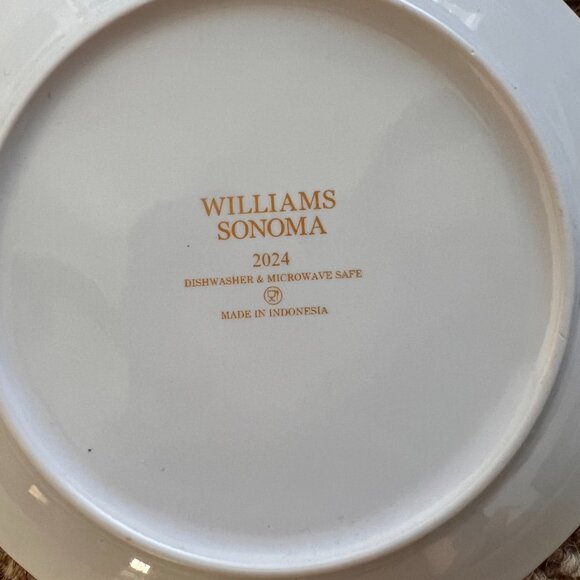 WILLIAMS
SONOMA
2024
DISHWASHER & MICROWAVE SAFE
MADE IN INDONESIA